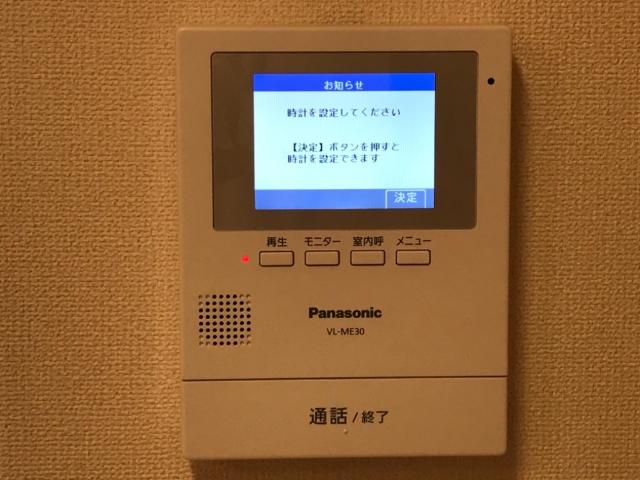 お知らせ
時計を設定してください
【決定】ボタンを押すと
時計を設定できます
決定
再生 モニター 室内呼 メニュー
Panasonic
VL-ME30
通話/終了